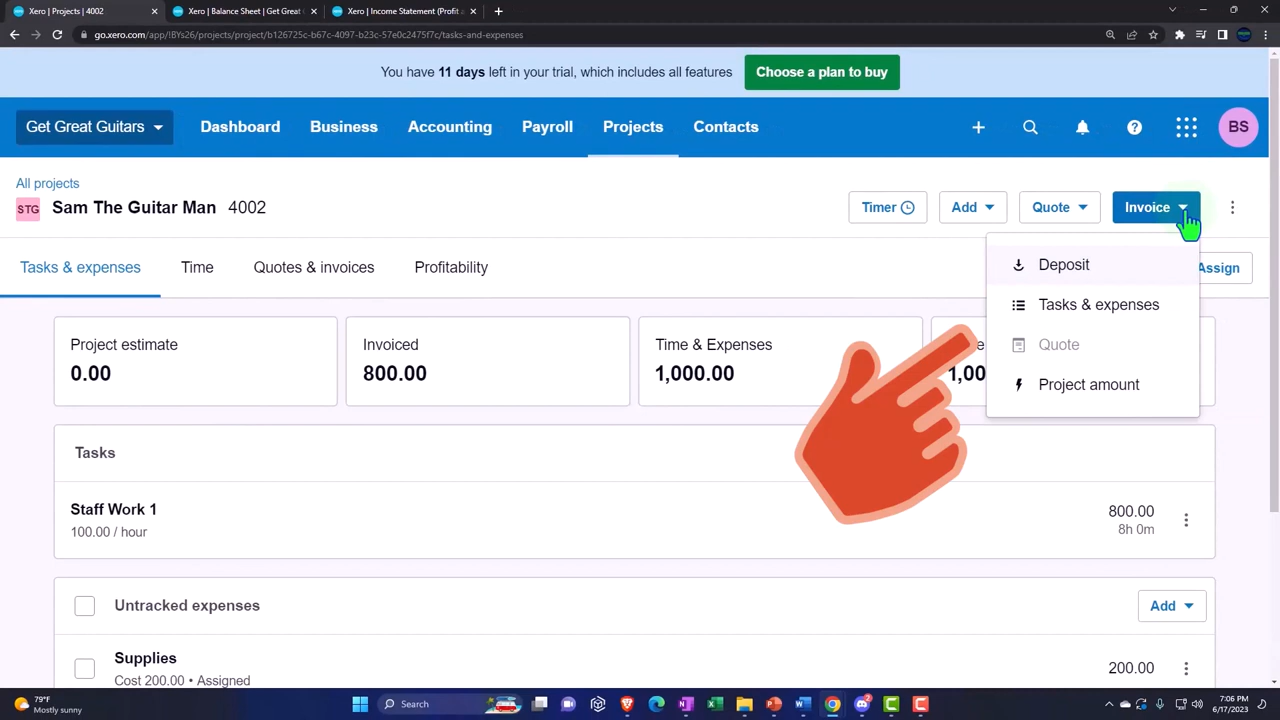 Xero | Projects | 4002
Xero | Balance Sheet | Get Great G
Xero | Income Statement (Profit a
go.xero.com/app/!8Ys26/projects/project/b126725c-b67c-4097-b23c-57e0c2475f7c/tasks-and-expenses
You have 11 days left in your trial, which includes all features
Choose a plan to buy
Get Great Guitars
Dashboard
Business
Accounting
Payroll
Projects
Contacts
BS
All projects
STG
Sam The Guitar Man 4002
Timer
Add
Quote
Invoice
Tasks & expenses
Time
Quotes & invoices
Profitability
Assign
Deposit
Tasks & expenses
Quote
Project amount
Project estimate
0.00
Invoiced
800.00
Time & Expenses
1,000.00
1,00
Tasks
Staff Work 1
100.00 / hour
800.00
8h 0m
Untracked expenses
Add
Supplies
Cost 200.00 • Assigned
200.00
79°F
Mostly sunny
Search
7:06 PM
6/17/2023